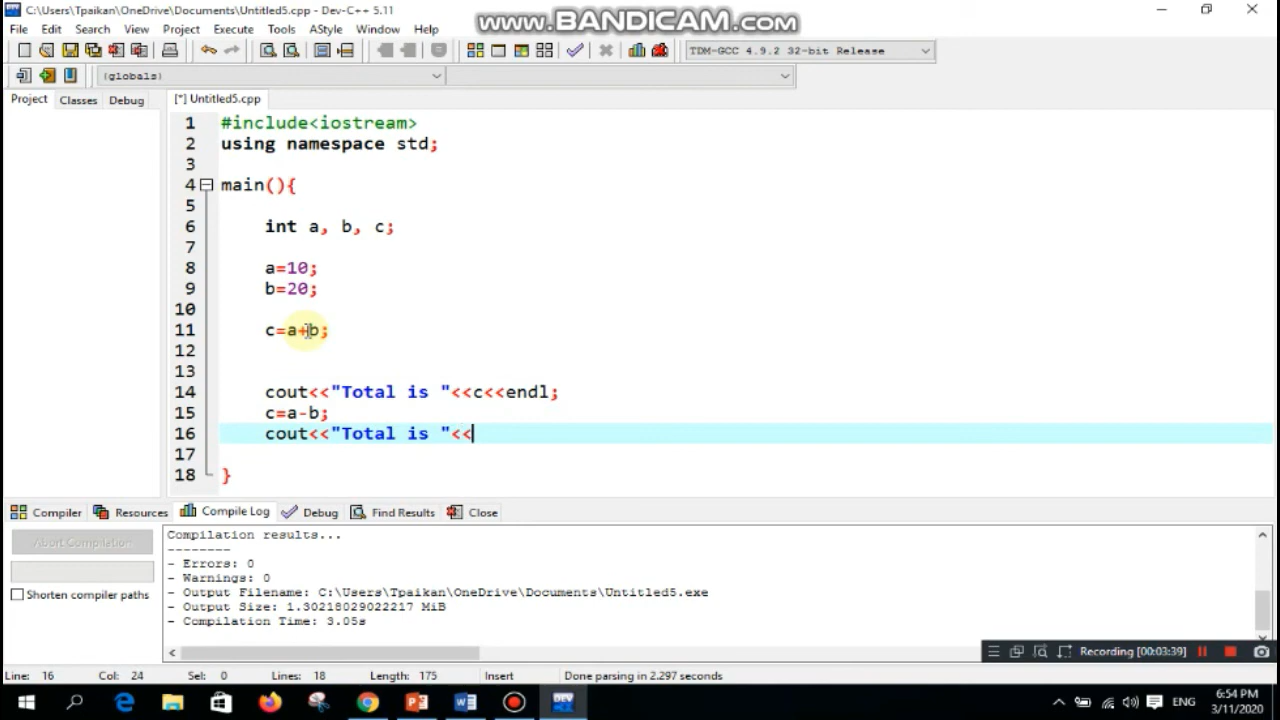 C:\Users\Tpaikan\OneDrive\Documents\Untitled5.cpp - Dev-C++ 5.11
www.BANDICAM.com
File Edit Search View Project Execute Tools AStyle Window Help
TDM-GCC 4.9.2 32-bit Release
(globals)
Project Classes Debug [*] Untitled5.cpp
1 #include<iostream>
2 using namespace std;
3
4 main(){
5
6 int a, b, c;
7
8 a=10;
9 b=20;
10
11 c=a+b;
12
13
14 cout<<"Total is "<<c<<endl;
15 c=a-b;
16 cout<<"Total is "<<
17
18 }
Compiler Resources Compile Log Debug Find Results Close
Abort Compilation
Shorten compiler paths
Compilation results...
--------
- Errors: 0
- Warnings: 0
- Output Filename: C:\Users\Tpaikan\OneDrive\Documents\Untitled5.exe
- Output Size: 1.30218029022217 MiB
- Compilation Time: 3.05s
Recording [00:03:39]
Line: 16 Col: 24 Sel: 0 Lines: 18 Length: 175 Insert Done parsing in 2.297 seconds
DEV
ENG
6:54 PM
3/11/2020